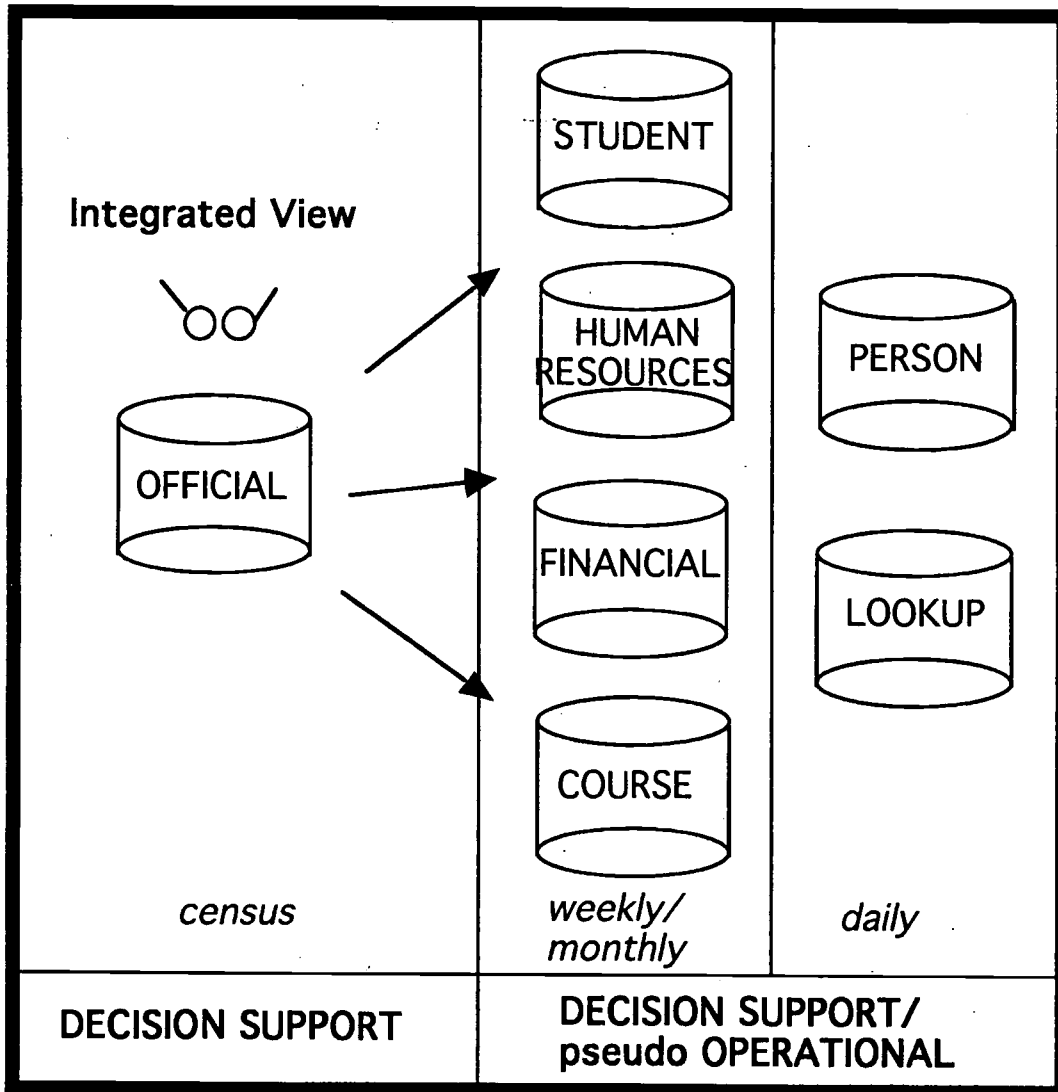 Integrated View
OFFICIAL
census
DECISION SUPPORT
STUDENT
HUMAN
RESOURCES
FINANCIAL
COURSE
weekly/
monthly
PERSON
LOOKUP
daily
DECISION SUPPORT/
pseudo OPERATIONAL